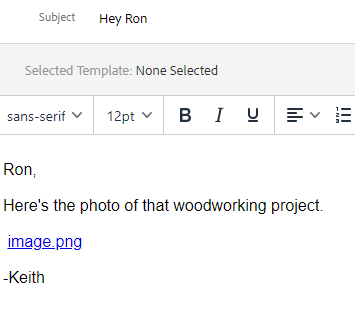 Subject Hey Ron
Selected Template: None Selected
sans-serif 12pt B I U
Ron,
Here's the photo of that woodworking project.
image.png
-Keith